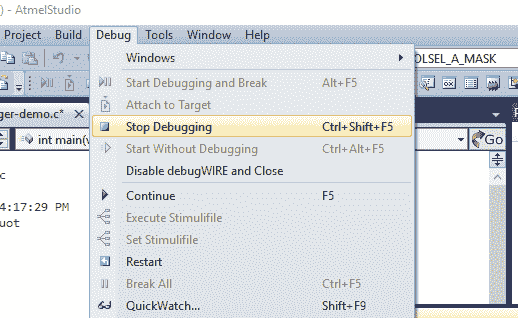 ) - AtmelStudio
Project Build Debug Tools Window Help
Windows
OLSEL_A_MASK
Start Debugging and Break Alt+F5
Attach to Target
ger-demo.c*
Stop Debugging Ctrl+Shift+F5
int main(v
Start Without Debugging Ctrl+Alt+F5
Go
Disable debugWIRE and Close
c
Continue F5
4:17:29 PM
uot
Execute Stimulifile
Set Stimulifile
Restart
Break All Ctrl+F5
QuickWatch... Shift+F9